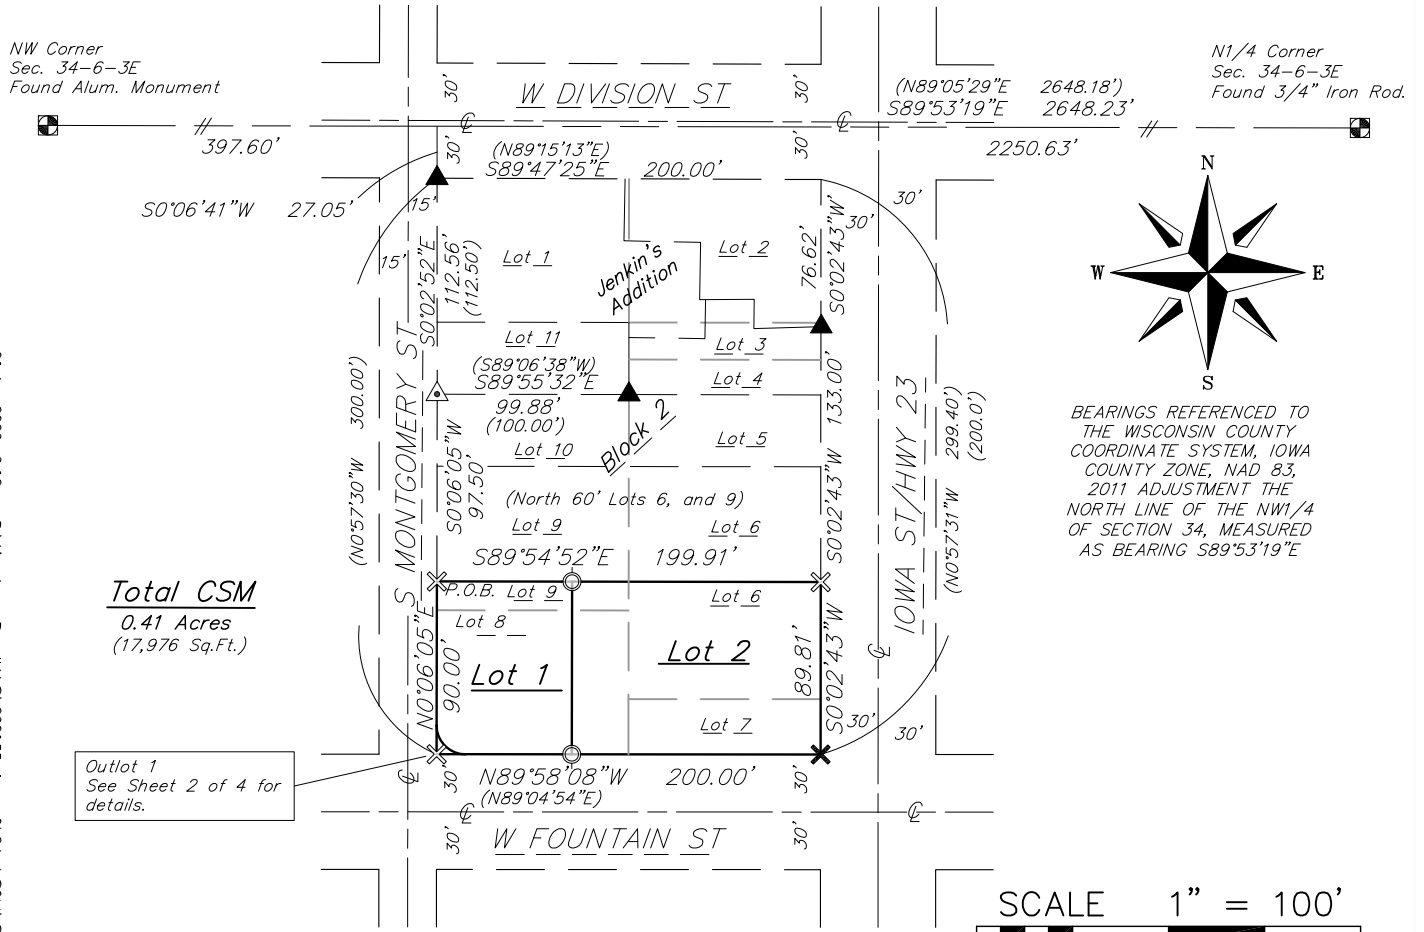 NW Corner
Sec. 34-6-3E
Found Alum. Monument
N1/4 Corner
Sec. 34-6-3E
Found 3/4" Iron Rod.
30'
W DIVISION ST
30'
(N89°05'29"E 2648.18')
S89°53'19"E 2648.23'
℄
℄
397.60'
30'
30'
2250.63'
(N89°15'13"E)
S89°47'25"E 200.00'
S0°06'41"W 27.05'
15'
15'
30'
30'
N
W
E
S
S0°02'52"E
112.56'
(112.50')
Lot 1
Jenkin's
Addition
Lot 2
76.62'
S0°02'43"W
Lot 11
Lot 3
(S89°06'38"W)
S89°55'32"E
99.88'
(100.00')
Lot 4
133.00'
S0°02'43"W
Block 2
Lot 5
Lot 10
(N0°57'30"W 300.00')
S MONTGOMERY ST
S0°06'05"W
97.50'
IOWA ST/HWY 23
299.40')
(N0°57'31"W (200.0')
(North 60' Lots 6, and 9)
Lot 9
Lot 6
S89°54'52"E 199.91'
BEARINGS REFERENCED TO
THE WISCONSIN COUNTY
COORDINATE SYSTEM, IOWA
COUNTY ZONE, NAD 83,
2011 ADJUSTMENT THE
NORTH LINE OF THE NW1/4
OF SECTION 34, MEASURED
AS BEARING S89°53'19"E
Total CSM
0.41 Acres
(17,976 Sq.Ft.)
P.O.B. Lot 9
Lot 6
Lot 8
N0°06'05"E
90.00'
Lot 1
Lot 2
89.81'
S0°02'43"W
℄
Lot 7
30'
30'
Outlot 1
See Sheet 2 of 4 for
details.
℄
30'
N89°58'08"W 200.00'
(N89°04'54"E)
30'
℄
℄
30'
W FOUNTAIN ST
30'
SCALE 1" = 100'